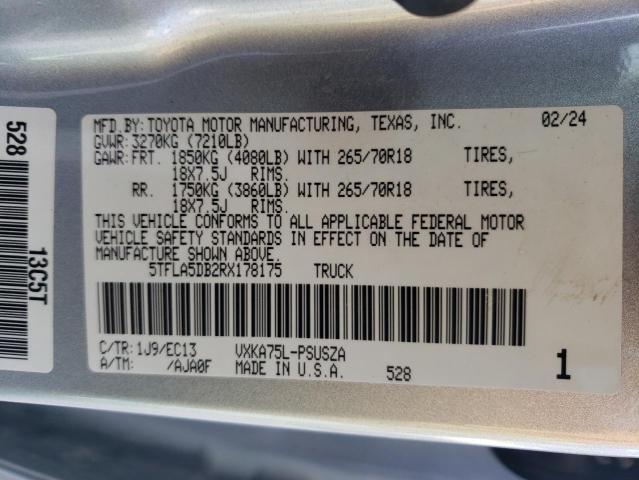 MFD.BY:TOYOTA MOTOR MANUFACTURING, TEXAS, INC. 02/24
GVWR:3270KG (7210LB)
GAWR:FRT. 1850KG (4080LB) WITH 265/70R18 TIRES,
18X7.5J RIMS.
RR. 1750KG (3860LB) WITH 265/70R18 TIRES,
18X7.5J RIMS.
THIS VEHICLE CONFORMS TO ALL APPLICABLE FEDERAL MOTOR
VEHICLE SAFETY STANDARDS IN EFFECT ON THE DATE OF
MANUFACTURE SHOWN ABOVE.
5TFLA5DB2RX178175 TRUCK
C/TR:1J9/EC13 VXKA75L-PSUSZA
A/TM: /AJA0F MADE IN U.S.A. 528 1
528
13C5T